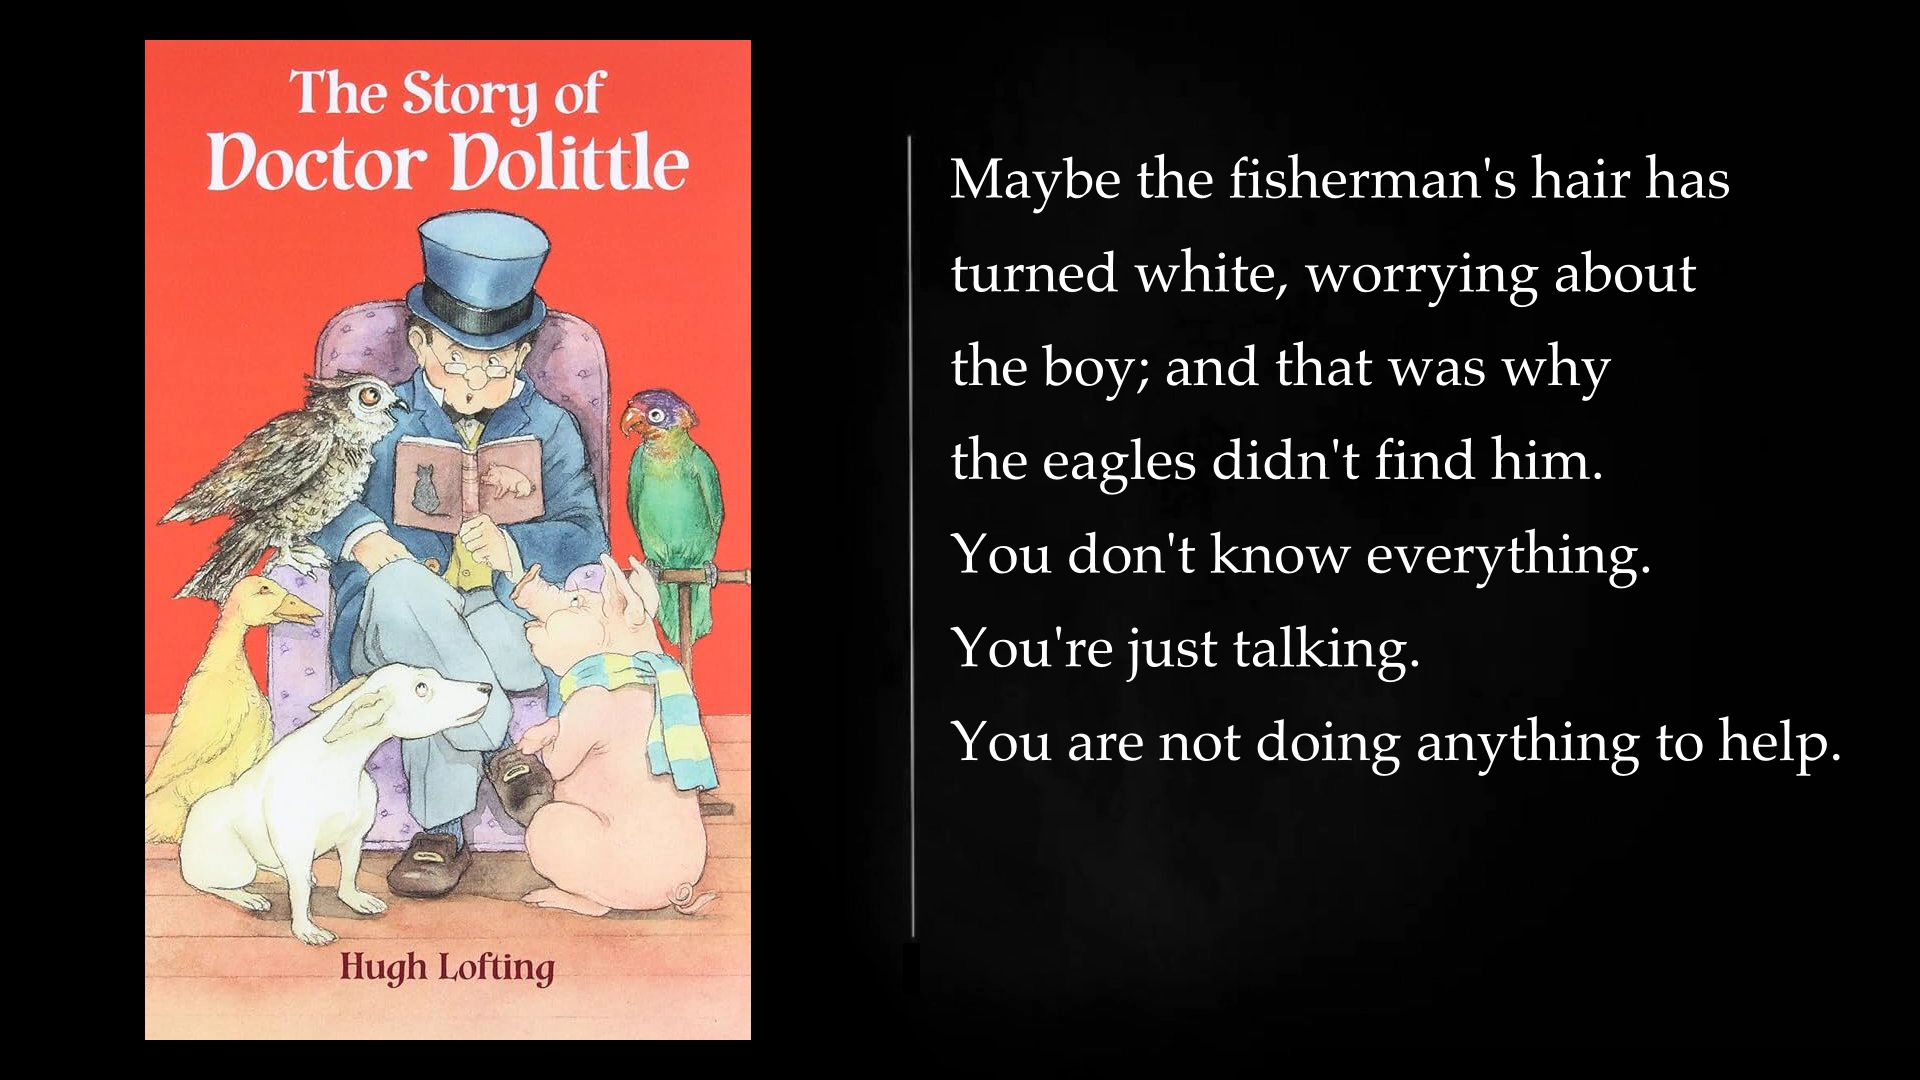 The Story of
Doctor Dolittle
Hugh Lofting
Maybe the fisherman's hair has
turned white, worrying about
the boy; and that was why
the eagles didn't find him.
You don't know everything.
You're just talking.
You are not doing anything to help.